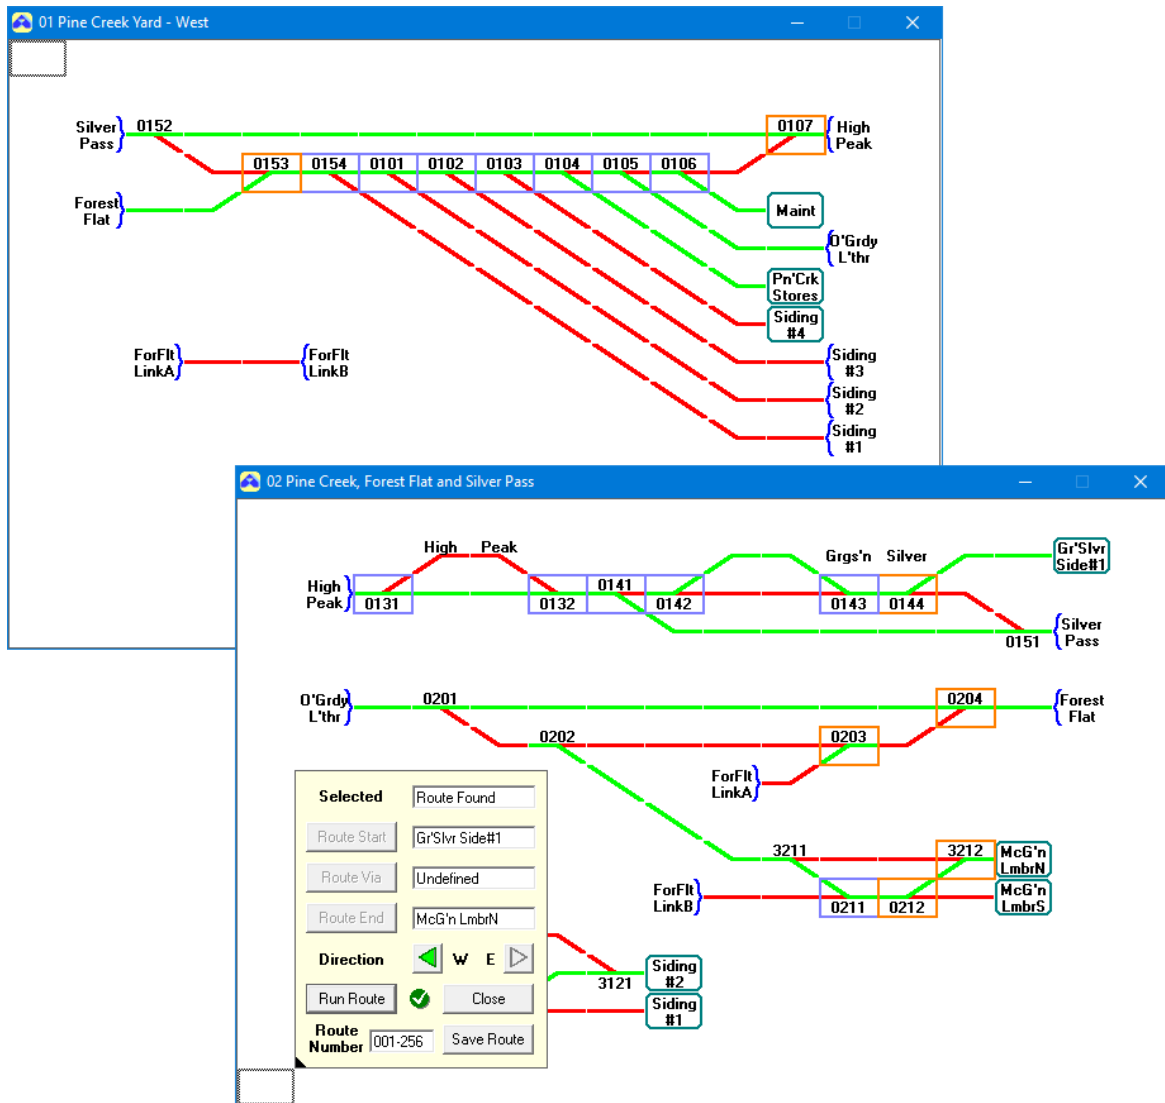 01 Pine Creek Yard - West
Silver
Pass
0152
0107
High
Peak
0153
0154
0101
0102
0103
0104
0105
0106
Forest
Flat
Maint
O'Grdy
L'thr
Pn'Crk
Stores
Siding
#4
ForFlt
LinkA
ForFlt
LinkB
Siding
#3
Siding
#2
Siding
#1
02 Pine Creek, Forest Flat and Silver Pass
High Peak
Grgs'n Silver
Gr'Slvr
Side#1
High
Peak
0131
0132
0141
0142
0143
0144
Silver
Pass
0151
O'Grdy
L'thr
0201
0204
Forest
Flat
0202
0203
ForFlt
LinkA
3211
3212
McG'n
LmbrN
ForFlt
LinkB
0211
0212
McG'n
LmbrS
Selected Route Found
Route Start Gr'Slvr Side#1
Route Via Undefined
Route End McG'n LmbrN
Direction W E
Run Route Close
Route
Number 001-256 Save Route
3121
Siding
#2
Siding
#1